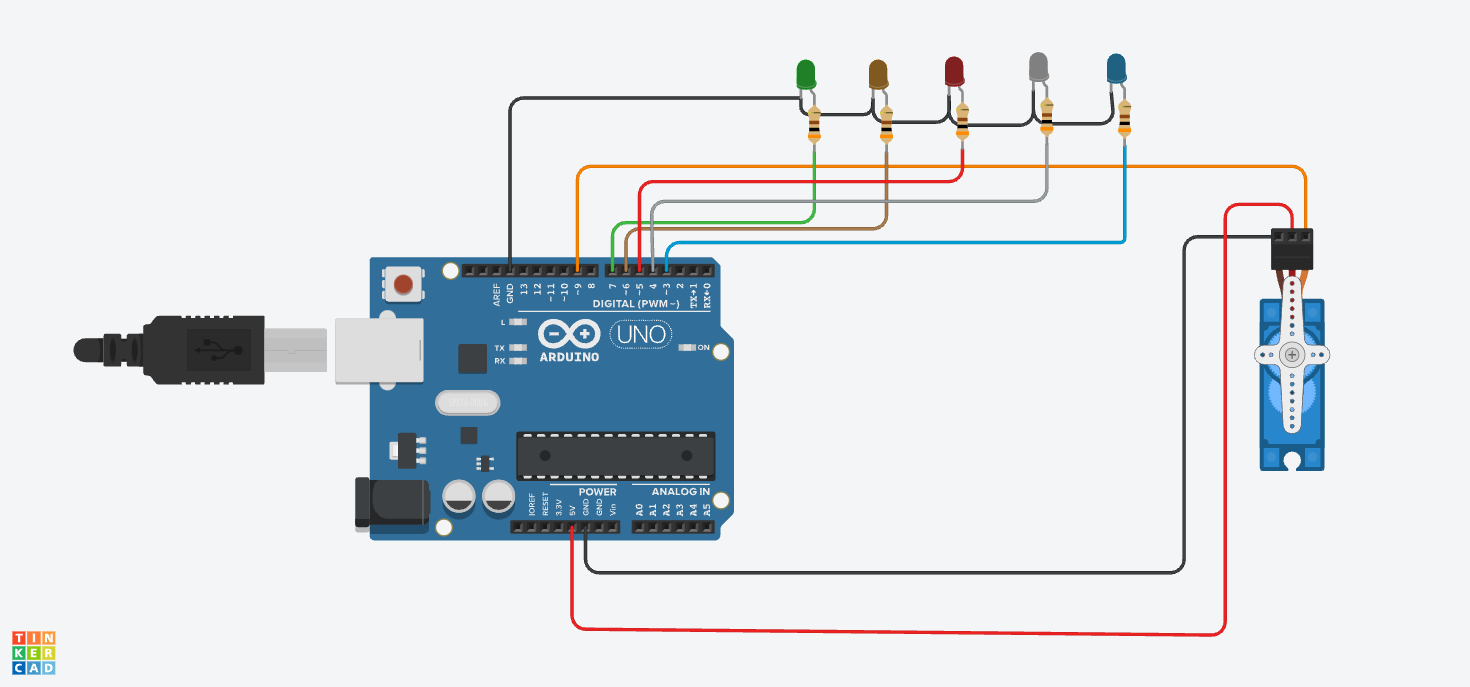 AREF
GND
13
12
~11
~10
~9
8
7
~6
~5
4
~3
2
TX→1
RX←0
DIGITAL (PWM~)
L
TX
RX
ARDUINO
UNO
ON
POWER
ANALOG IN
IOREF
RESET
3.3V
5V
GND
GND
Vin
A0
A1
A2
A3
A4
A5
TIN
KER
CAD